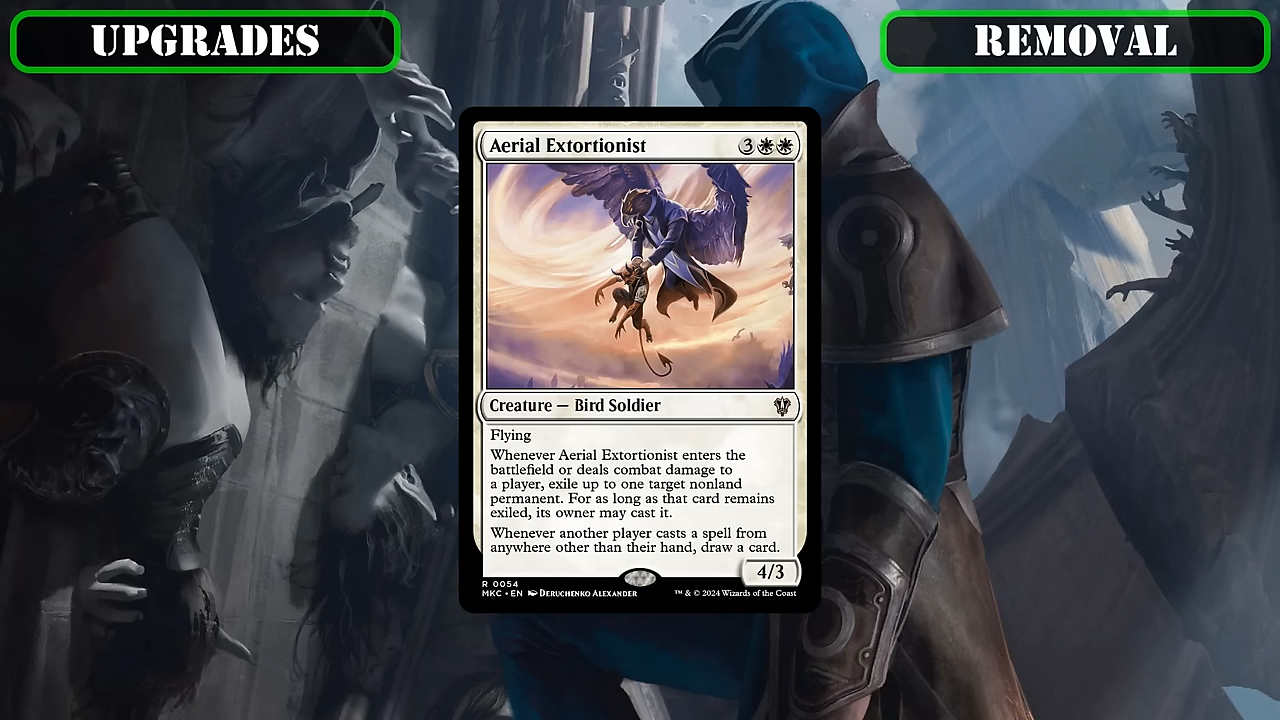 UPGRADES
REMOVAL
Aerial Extortionist 3
Creature — Bird Soldier
Flying
Whenever Aerial Extortionist enters the
battlefield or deals combat damage to
a player, exile up to one target nonland
permanent. For as long as that card remains
exiled, its owner may cast it.
Whenever another player casts a spell from
anywhere other than their hand, draw a card.
4/3
R 0054
MKC • EN Deruchenko Alexander
™ & © 2024 Wizards of the Coast